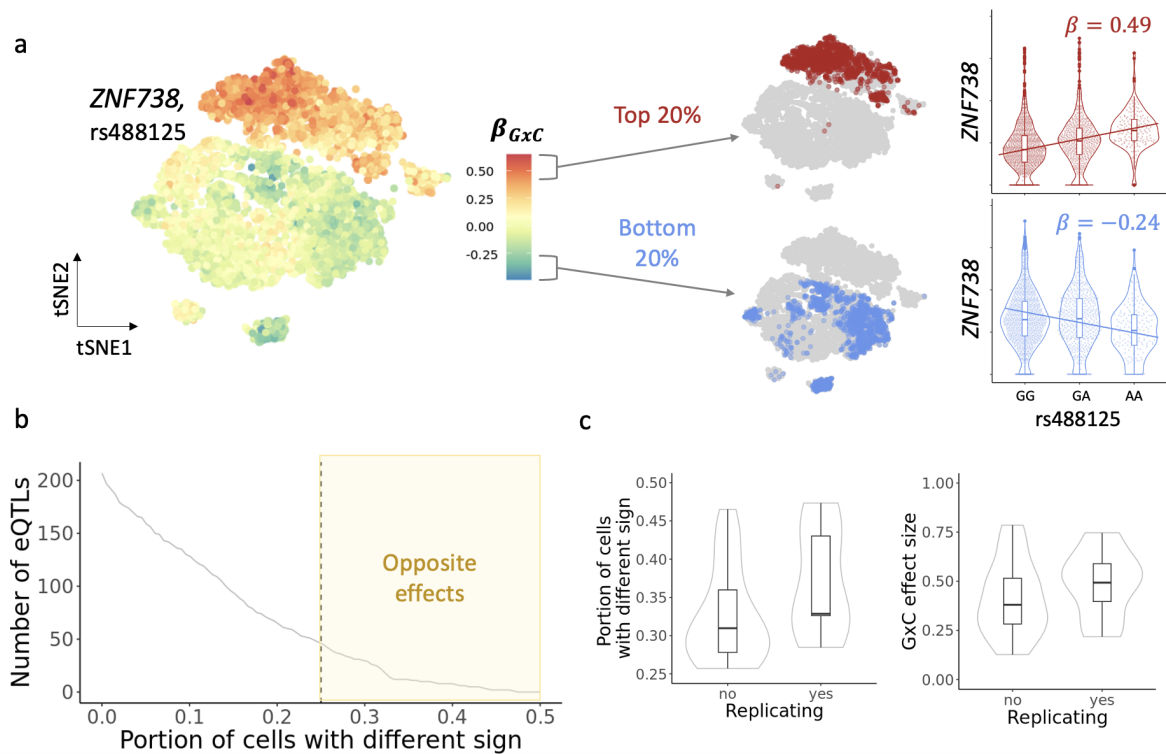 a
ZNF738,
rs488125
β_GxC
0.50
0.25
0.00
-0.25
tSNE2
tSNE1
Top 20%
Bottom
20%
β = 0.49
ZNF738
β = −0.24
ZNF738
GG GA AA
rs488125
b
Number of eQTLs
200
150
100
50
0
0.0 0.1 0.2 0.3 0.4 0.5
Portion of cells with different sign
Opposite
effects
c
Portion of cells
with different sign
0.50
0.45
0.40
0.35
0.30
0.25
no yes
Replicating
GxC effect size
1.00
0.75
0.50
0.25
0.00
no yes
Replicating